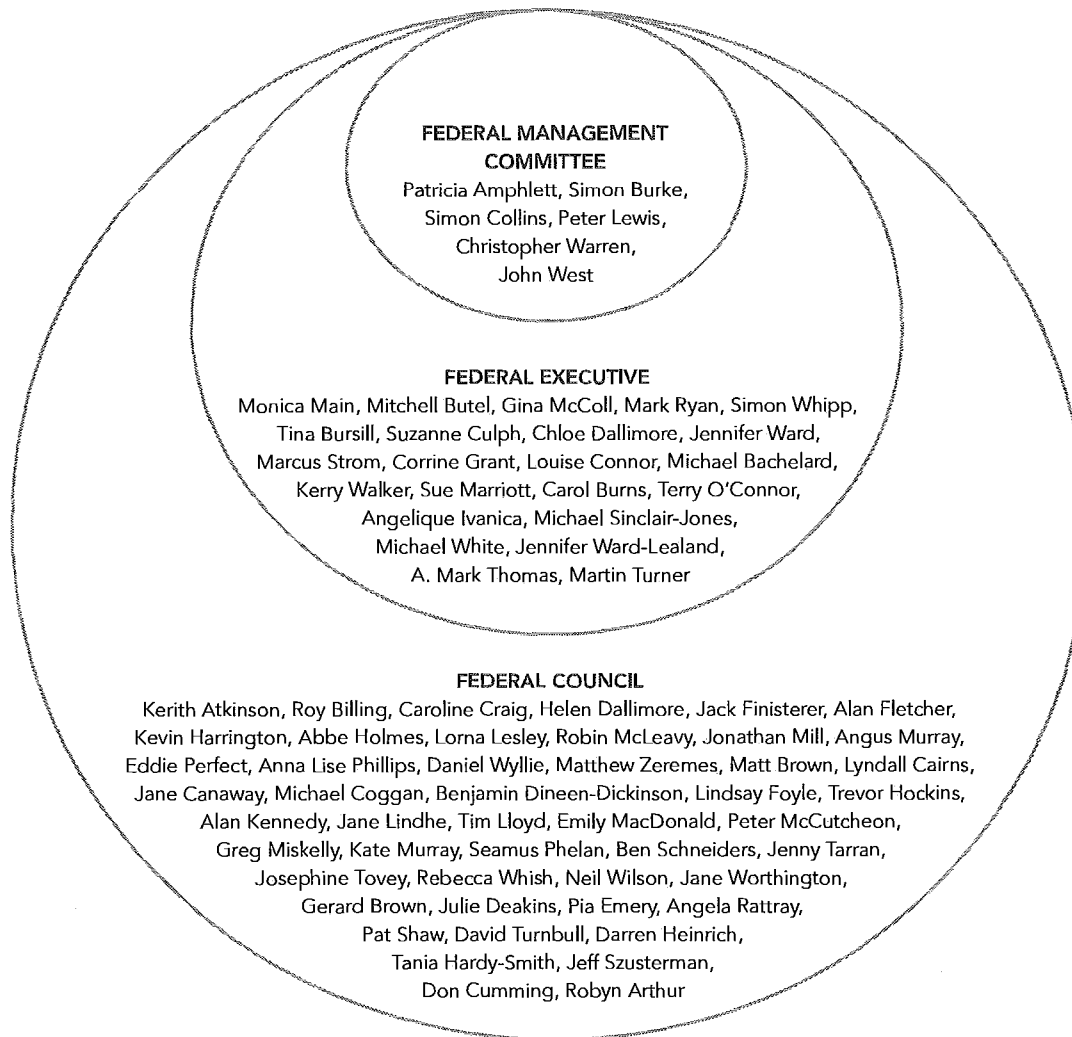 FEDERAL MANAGEMENT
COMMITTEE
Patricia Amphlett, Simon Burke,
Simon Collins, Peter Lewis,
Christopher Warren,
John West
FEDERAL EXECUTIVE
Monica Main, Mitchell Butel, Gina McColl, Mark Ryan, Simon Whipp,
Tina Bursill, Suzanne Culph, Chloe Dallimore, Jennifer Ward,
Marcus Strom, Corrine Grant, Louise Connor, Michael Bachelard,
Kerry Walker, Sue Marriott, Carol Burns, Terry O'Connor,
Angelique Ivanica, Michael Sinclair-Jones,
Michael White, Jennifer Ward-Lealand,
A. Mark Thomas, Martin Turner
FEDERAL COUNCIL
Kerith Atkinson, Roy Billing, Caroline Craig, Helen Dallimore, Jack Finisterer, Alan Fletcher,
Kevin Harrington, Abbe Holmes, Lorna Lesley, Robin McLeavy, Jonathan Mill, Angus Murray,
Eddie Perfect, Anna Lise Phillips, Daniel Wyllie, Matthew Zeremes, Matt Brown, Lyndall Cairns,
Jane Canaway, Michael Coggan, Benjamin Dineen-Dickinson, Lindsay Foyle, Trevor Hockins,
Alan Kennedy, Jane Lindhe, Tim Lloyd, Emily MacDonald, Peter McCutcheon,
Greg Miskelly, Kate Murray, Seamus Phelan, Ben Schneiders, Jenny Tarran,
Josephine Tovey, Rebecca Whish, Neil Wilson, Jane Worthington,
Gerard Brown, Julie Deakins, Pia Emery, Angela Rattray,
Pat Shaw, David Turnbull, Darren Heinrich,
Tania Hardy-Smith, Jeff Szusterman,
Don Cumming, Robyn Arthur